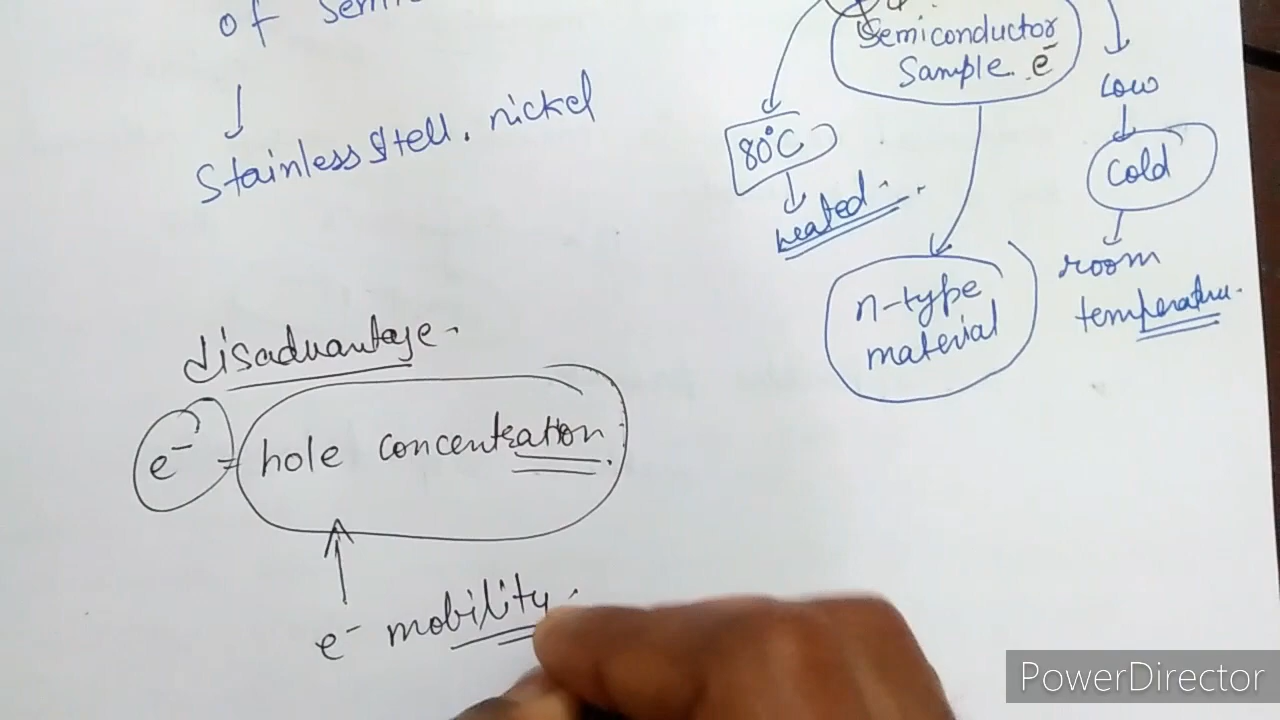 of
Stainless Stell. nickel
Semiconductor
Sample. e-
80°C
heated..
Low
Cold
room
temperature.
n-type
material
disadvantage.
e- = hole concentration.
e- mobility.
PowerDirector